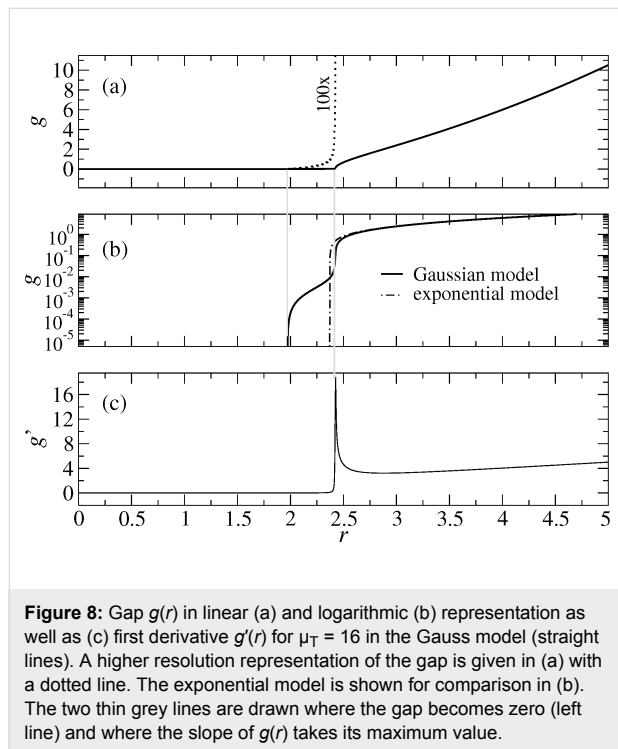 10
8
6
4
2
0
g
(a)
100x
10⁰
10⁻¹
10⁻²
10⁻³
10⁻⁴
10⁻⁵
g
(b)
Gaussian model
exponential model
16
12
8
4
0
g'
(c)
0 0.5 1 1.5 2 2.5 3 3.5 4 4.5 5
r
Figure 8: Gap g(r) in linear (a) and logarithmic (b) representation as
well as (c) first derivative g′(r) for μT = 16 in the Gauss model (straight
lines). A higher resolution representation of the gap is given in (a) with
a dotted line. The exponential model is shown for comparison in (b).
The two thin grey lines are drawn where the gap becomes zero (left
line) and where the slope of g(r) takes its maximum value.